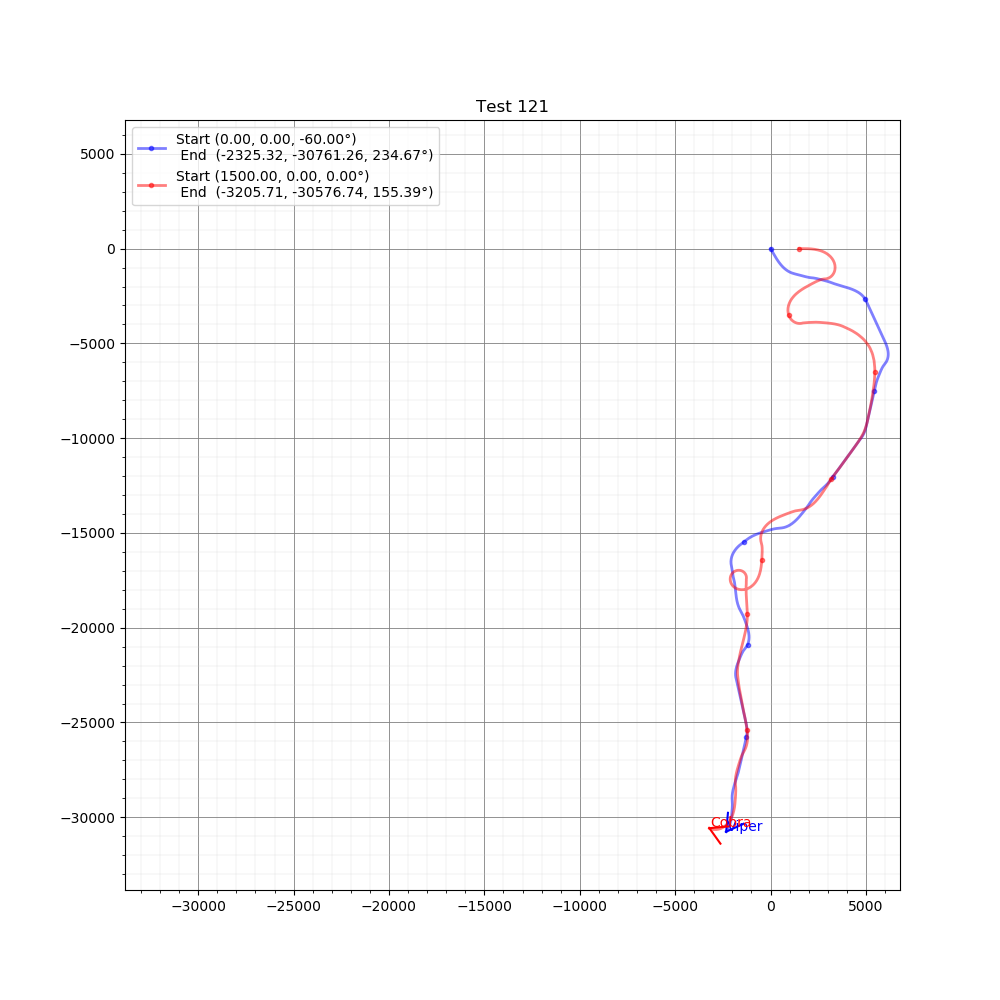 Test 121
Start (0.00, 0.00, -60.00°)
End  (-2325.32, -30761.26, 234.67°)
Start (1500.00, 0.00, 0.00°)
End  (-3205.71, -30576.74, 155.39°)
5000
0
−5000
−10000
−15000
−20000
−25000
−30000
Cobra
Viper
−30000 −25000 −20000 −15000 −10000 −5000 0 5000